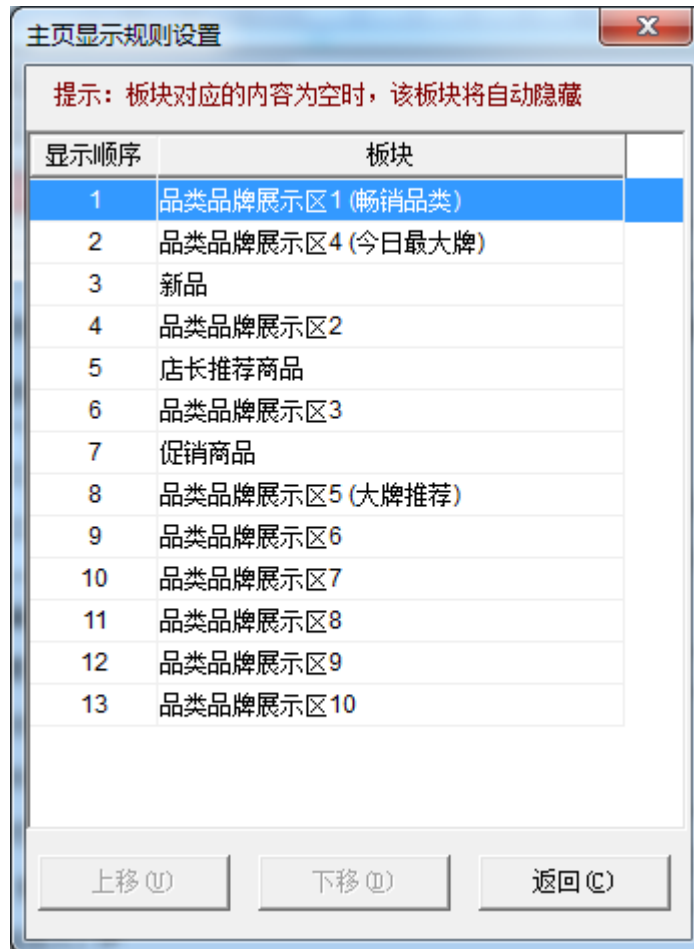 主页显示规则设置
提示：板块对应的内容为空时，该板块将自动隐藏
显示顺序 板块
1 品类品牌展示区1 (畅销品类)
2 品类品牌展示区4 (今日最大牌)
3 新品
4 品类品牌展示区2
5 店长推荐商品
6 品类品牌展示区3
7 促销商品
8 品类品牌展示区5 (大牌推荐)
9 品类品牌展示区6
10 品类品牌展示区7
11 品类品牌展示区8
12 品类品牌展示区9
13 品类品牌展示区10
上移(U) 下移(D) 返回(C)